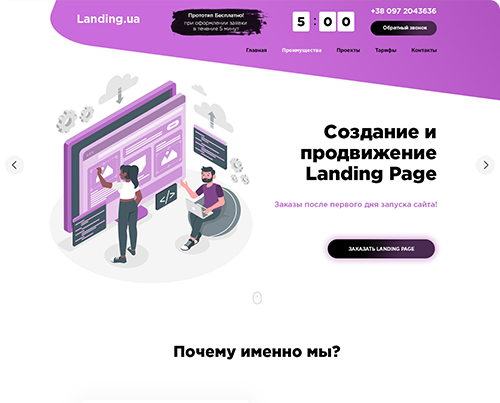 Landing.ua
Прототип Бесплатно!
при оформлении заявки
в течение 5 минут
5 : 0 0
+38 097 2043636
Обратный звонок
Главная
Преимущества
Проекты
Тарифы
Контакты
Создание и
продвижение
Landing Page
Заказы после первого дня запуска сайта!
ЗАКАЗАТЬ LANDING PAGE
</>
Почему именно мы?